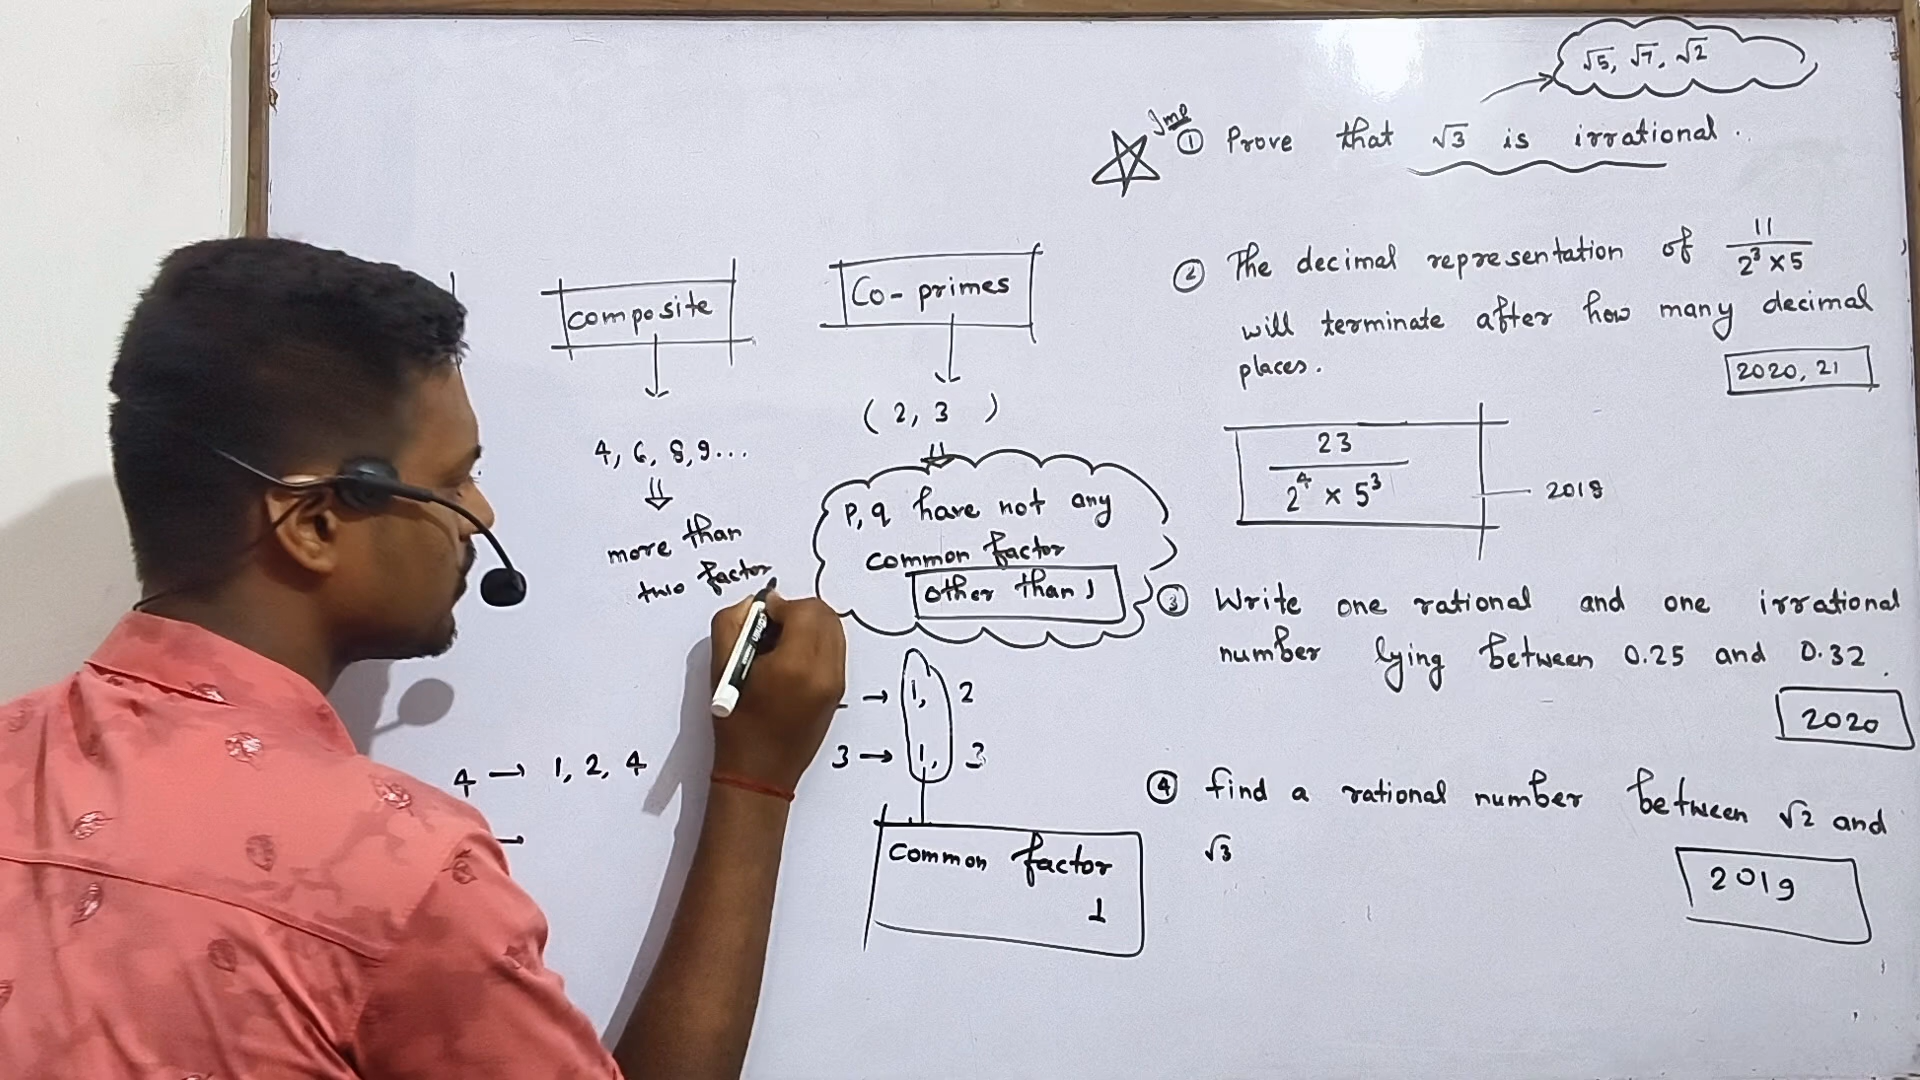 composite
4, 6, 8, 9...
⇓
more than
two factor
4 → 1, 2, 4
→
Co-primes
( 2, 3 )
⇓
P, q have not any
common factor
other than 1
→ 1, 2
3 → 1, 3
Common factor
1
√5, √7, √2
Imp
① Prove that √3 is irrational.
② The decimal representation of 11/(2³ × 5)
will terminate after how many decimal
places.
2020, 21
23/(2⁴ × 5³)
2018
③ Write one rational and one irrational
number lying between 0.25 and 0.32.
2020
④ find a rational number between √2 and
√3
2019